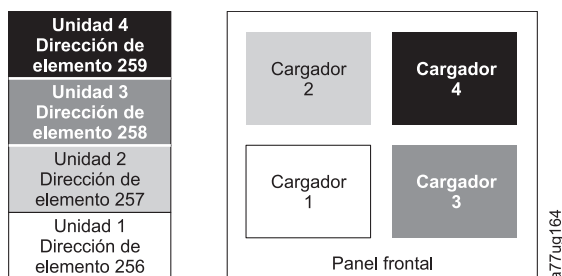 Unidad 4
Dirección de
elemento 259
Unidad 3
Dirección de
elemento 258
Unidad 2
Dirección de
elemento 257
Unidad 1
Dirección de
elemento 256
Cargador
2
Cargador
4
Cargador
1
Cargador
3
Panel frontal
a77ug164